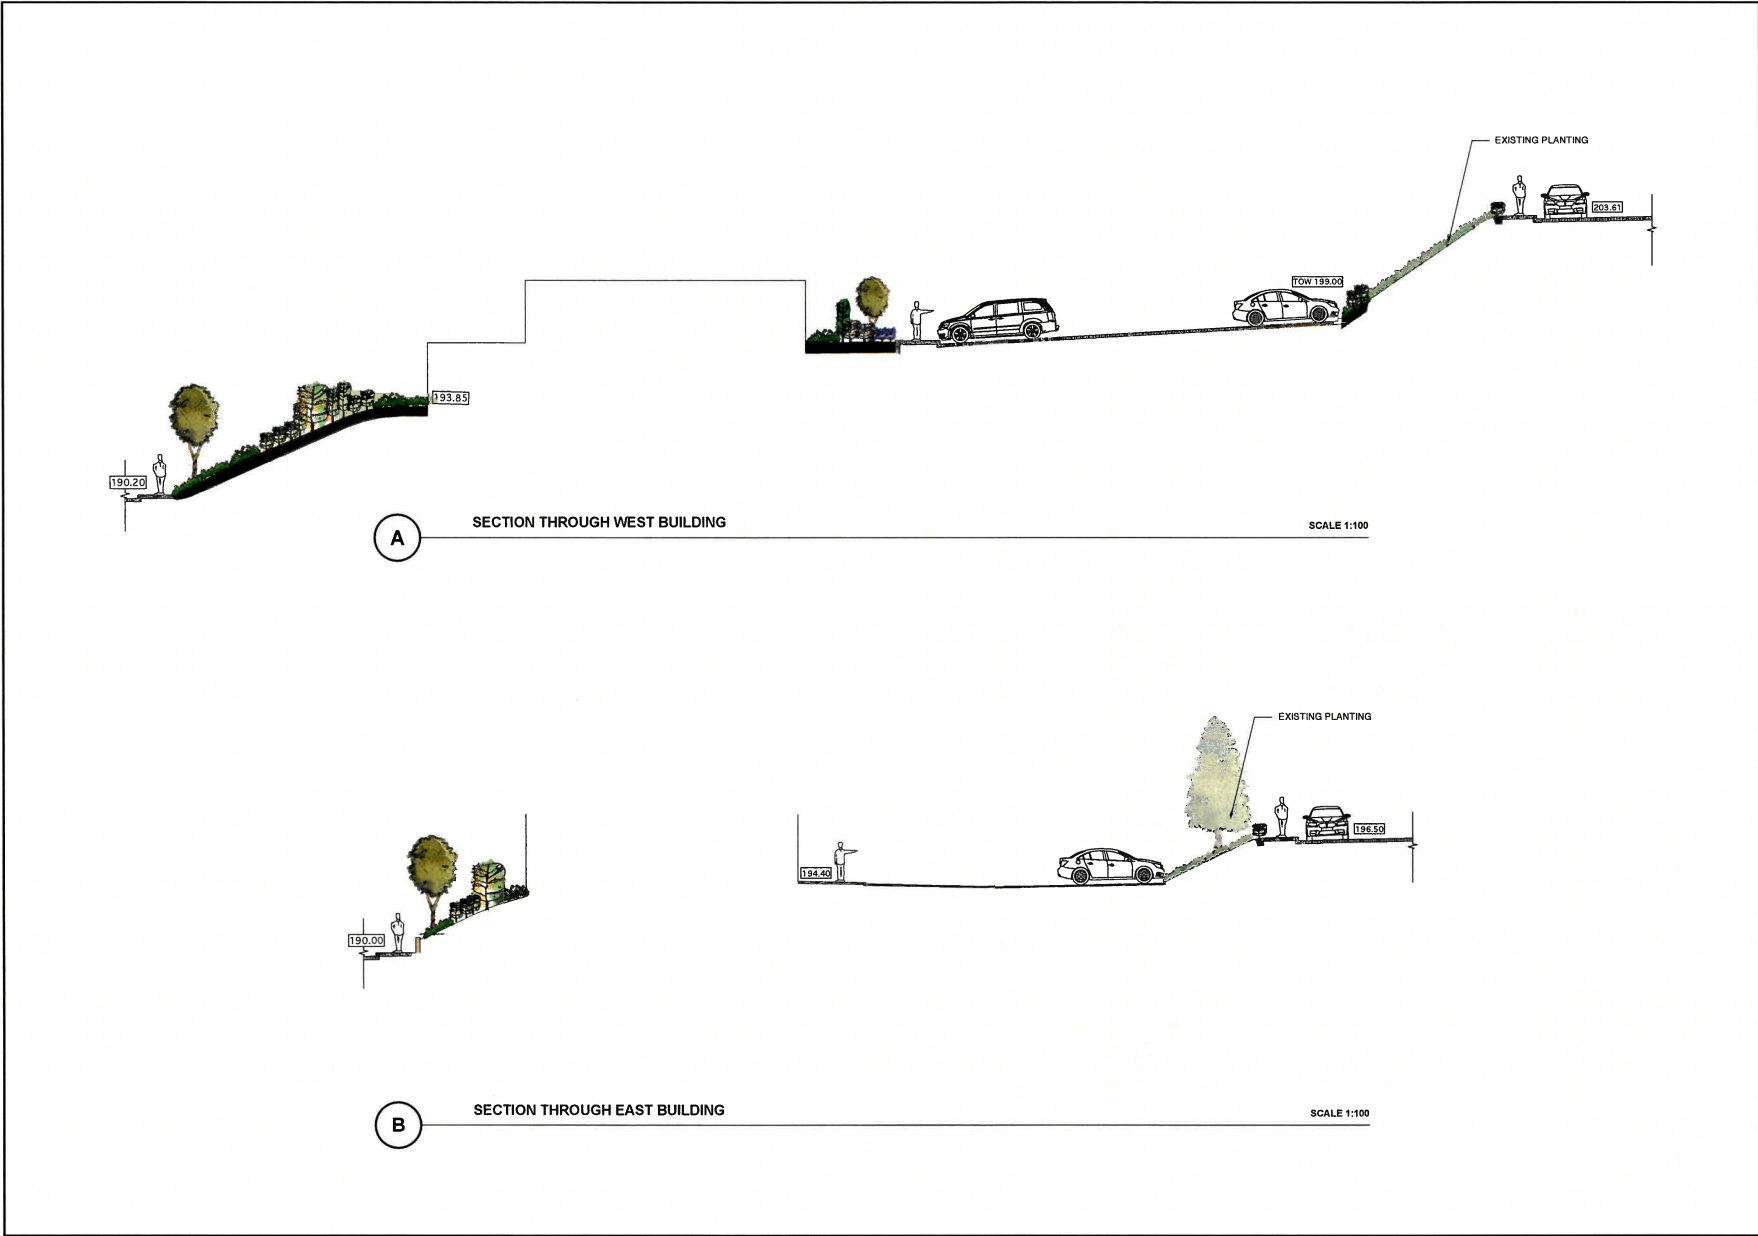 EXISTING PLANTING
203.61
TOW 199.00
193.85
190.20
A
SECTION THROUGH WEST BUILDING
SCALE 1:100
EXISTING PLANTING
196.50
194.40
190.00
B
SECTION THROUGH EAST BUILDING
SCALE 1:100